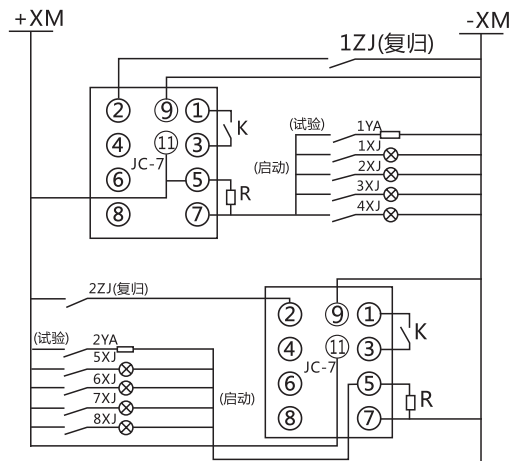 +XM
-XM
1ZJ(复归)
2 9 1
K
(试验)
1YA
4 11 3
1XJ
JC-7
(启动)
2XJ
6 5
R
3XJ
8 7
4XJ
2ZJ(复归)
2 9 1
K
(试验)
2YA
4 11 3
5XJ
JC-7
6XJ
6 5
7XJ
(启动)
R
8XJ
8 7